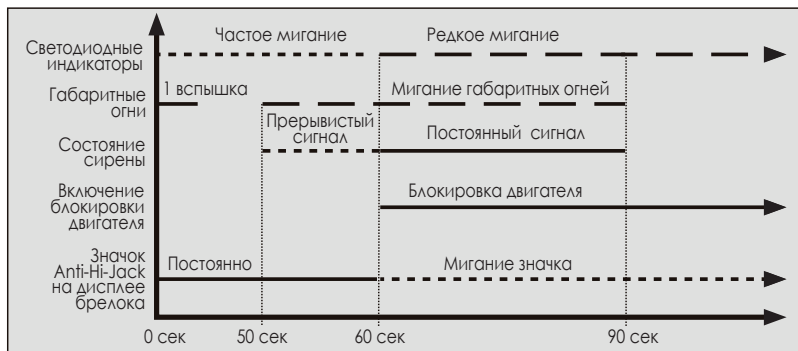 Частое мигание Редкое мигание
Светодиодные
индикаторы
1 вспышка Мигание габаритных огней
Габаритные
огни
Прерывистый
сигнал
Постоянный сигнал
Состояние
сирены
Включение
блокировки
двигателя
Блокировка двигателя
Значок
Anti-Hi-Jack
на дисплее
брелока
Постоянно Мигание значка
0 сек 50 сек 60 сек 90 сек